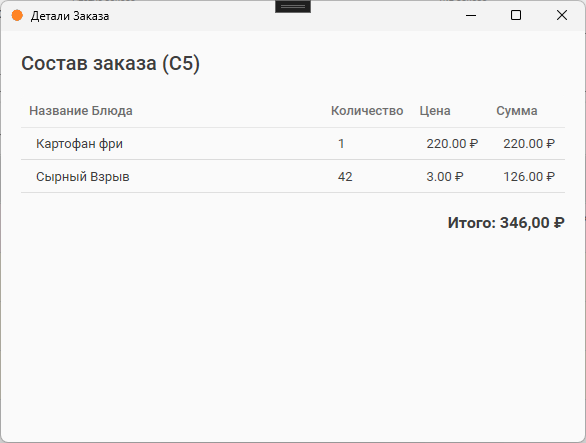 Детали Заказа
Состав заказа (C5)
Название Блюда Количество Цена Сумма
Картофан фри 1 220.00 ₽ 220.00 ₽
Сырный Взрыв 42 3.00 ₽ 126.00 ₽
Итого: 346,00 ₽